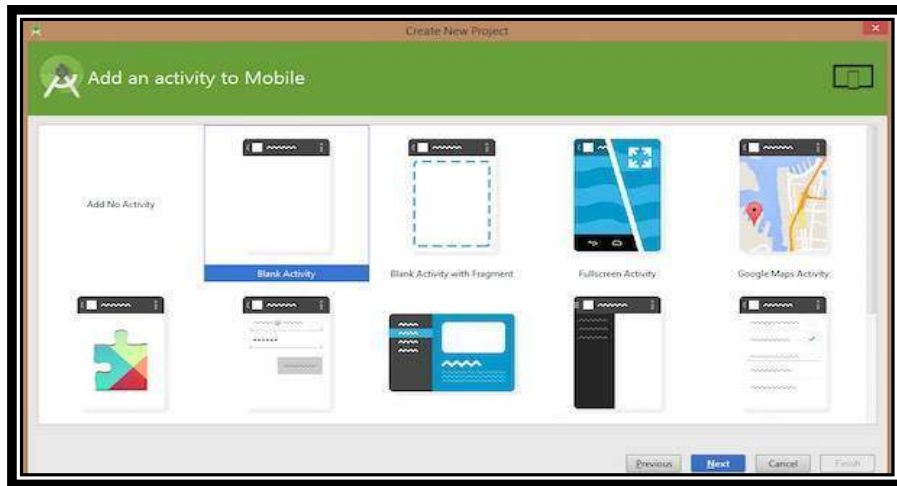 Create New Project
Add an activity to Mobile
Add No Activity
Blank Activity
Blank Activity with Fragment
Fullscreen Activity
Google Maps Activity
Previous
Next
Cancel
Finish